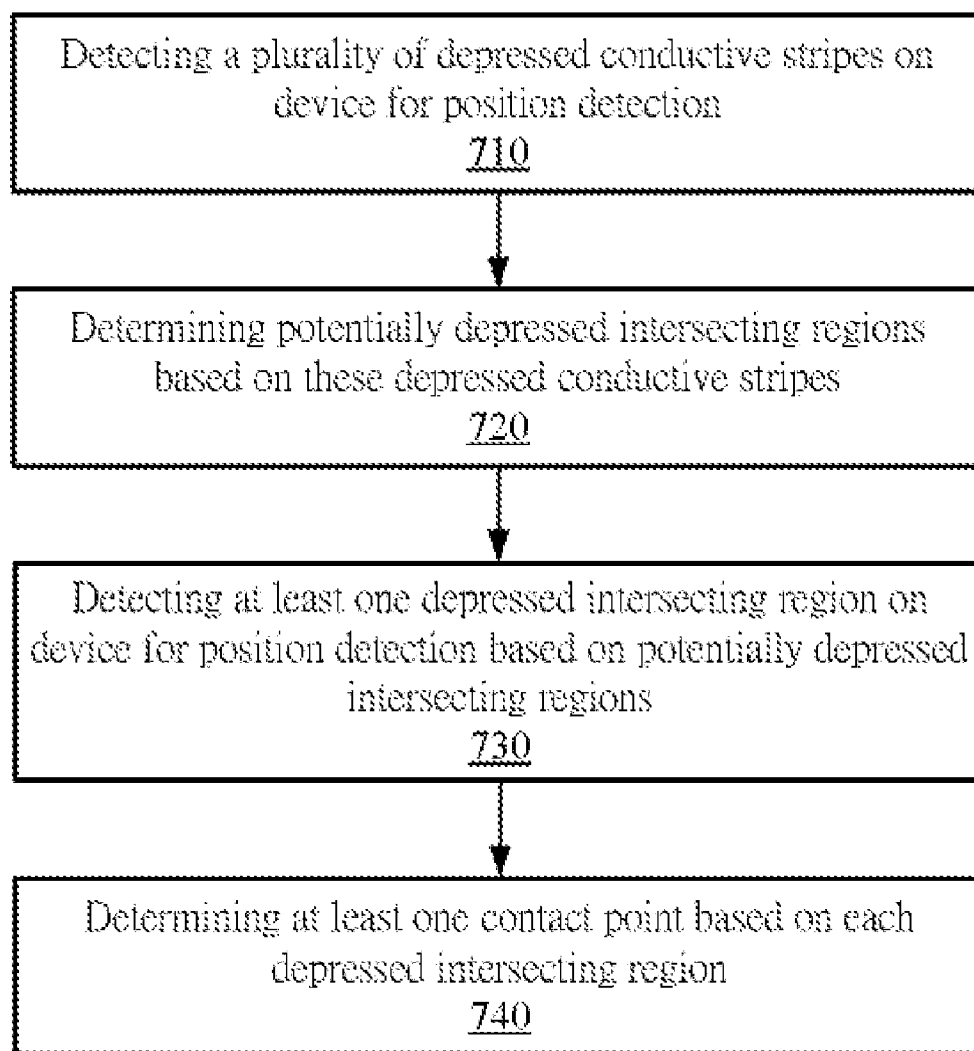 Detecting a plurality of depressed conductive stripes on
device for position detection
710
Determining potentially depressed intersecting regions
based on these depressed conductive stripes
720
Detecting at least one depressed intersecting region on
device for position detection based on potentially depressed
intersecting regions
730
Determining at least one contact point based on each
depressed intersecting region
740